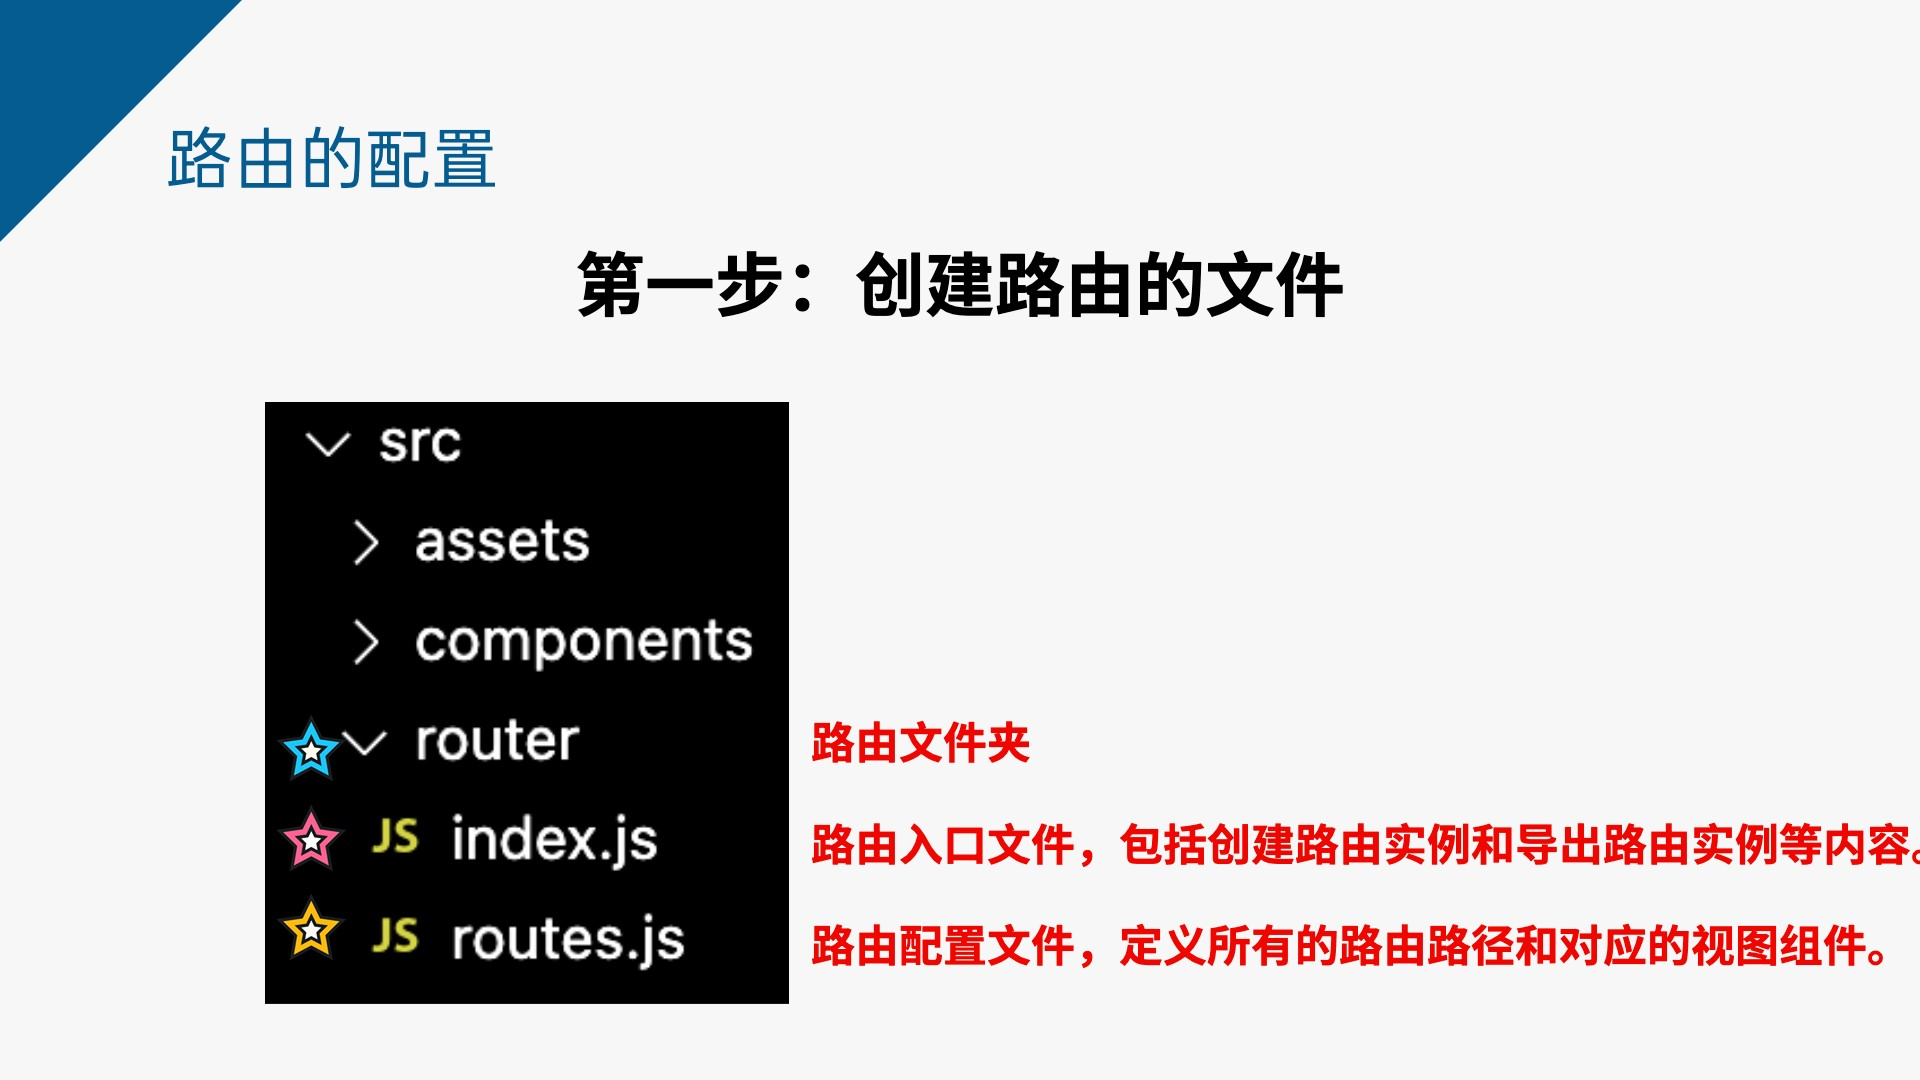 路由的配置
第一步：创建路由的文件
src
assets
components
router
路由文件夹
JS index.js
路由入口文件，包括创建路由实例和导出路由实例等内容。
JS routes.js
路由配置文件，定义所有的路由路径和对应的视图组件。